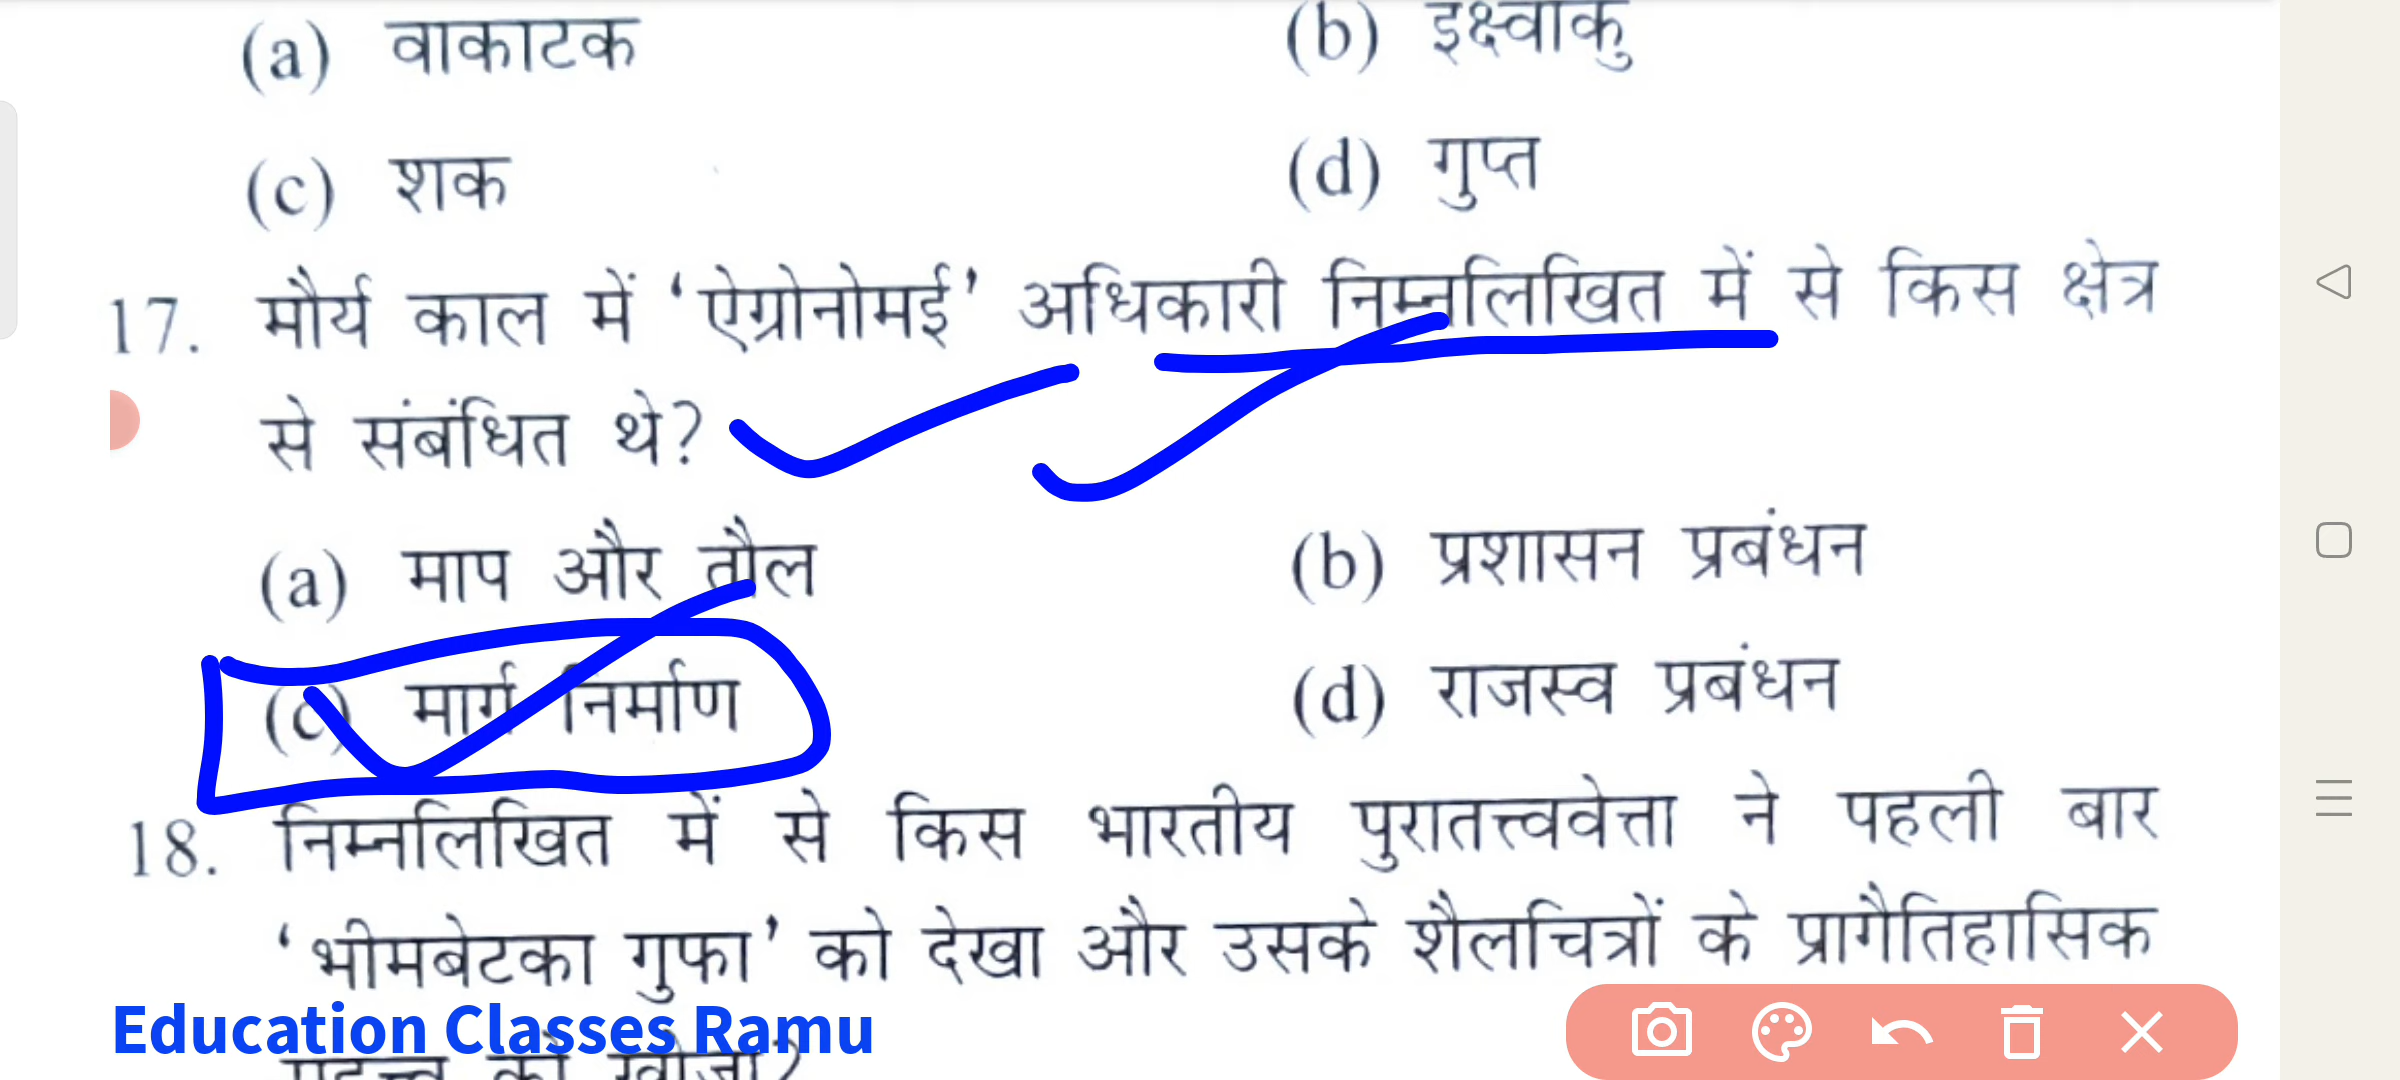 (a) वाकाटक (b) इक्ष्वाकु
(c) शक (d) गुप्त
17. मौर्य काल में ‘ऐग्रोनोमई’ अधिकारी निम्नलिखित में से किस क्षेत्र
से संबंधित थे?
(a) माप और तौल (b) प्रशासन प्रबंधन
(c) मार्ग निर्माण (d) राजस्व प्रबंधन
18. निम्नलिखित में से किस भारतीय पुरातत्त्ववेत्ता ने पहली बार
‘भीमबेटका गुफा’ को देखा और उसके शैलचित्रों के प्रागैतिहासिक
Education Classes Ramu